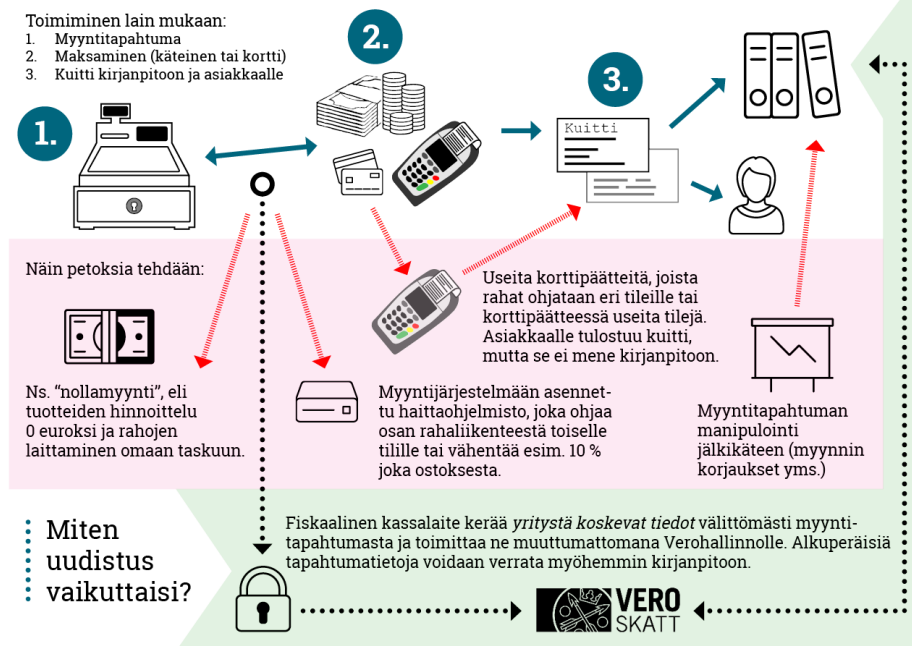 Toimiminen lain mukaan:
1. Myyntitapahtuma
2. Maksaminen (käteinen tai kortti)
3. Kuitti kirjanpitoon ja asiakkaalle
1.
2.
3.
Kuitti
Näin petoksia tehdään:
Ns. “nollamyynti”, eli
tuotteiden hinnoittelu
0 euroksi ja rahojen
laittaminen omaan taskuun.
Myyntijärjestelmään asennet-
tu haittaohjelmisto, joka ohjaa
osan rahaliikenteestä toiselle
tilille tai vähentää esim. 10 %
joka ostoksesta.
Useita korttipäätteitä, joista
rahat ohjataan eri tileille tai
korttipäätteessä useita tilejä.
Asiakkaalle tulostuu kuitti,
mutta se ei mene kirjanpitoon.
Myyntitapahtuman
manipulointi
jälkikäteen (myynnin
korjaukset yms.)
Miten
uudistus
vaikuttaisi?
Fiskaalinen kassalaite kerää yritystä koskevat tiedot välittömästi myynti-
tapahtumasta ja toimittaa ne muuttumattomana Verohallinnolle. Alkuperäisiä
tapahtumatietoja voidaan verrata myöhemmin kirjanpitoon.
VERO
SKATT